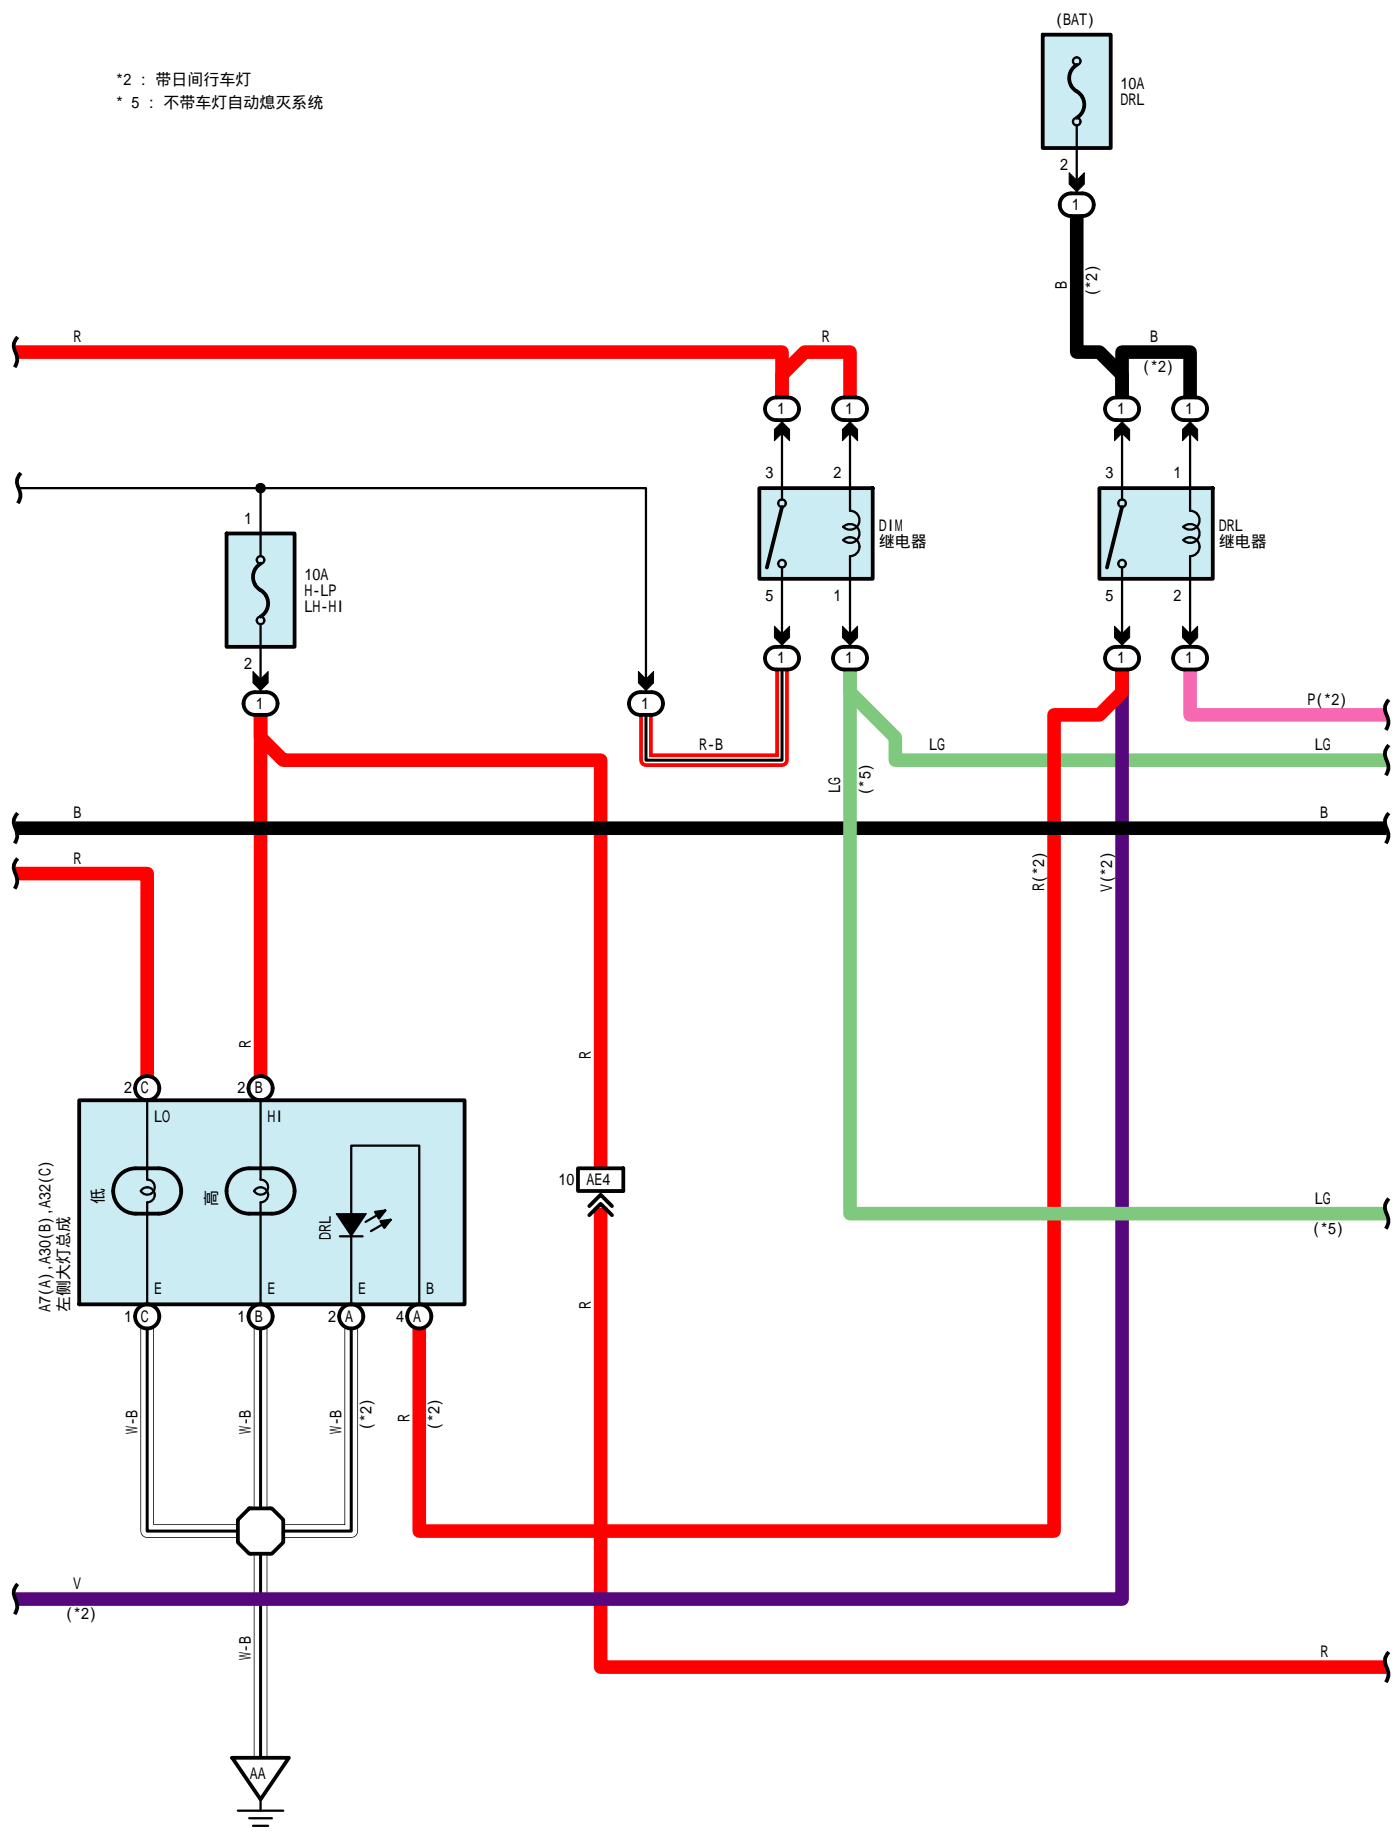 (BAT)
*2 : 带日间行车灯
* 5 : 不带车灯自动熄灭系统
10A
DRL
2
1
B
(*2)
R
R
B
(*2)
1
1
1
1
3
2
3
1
1
10A
H-LP
LH-HI
DIM
继电器
DRL
继电器
5
1
5
2
2
1
1
1
1
1
1
R-B
LG
P(*2)
LG
LG
(*5)
B
B
R
R(*2)
V(*2)
R
R
2
C
2
B
LO
HI
A7(A),A30(B),A32(C)
左侧大灯总成
低
高
DRL
10
AE4
LG
(*5)
E
E
E
B
1
C
1
B
2
A
4
A
R
W-B
W-B
W-B
(*2)
R
(*2)
V
(*2)
W-B
R
AA